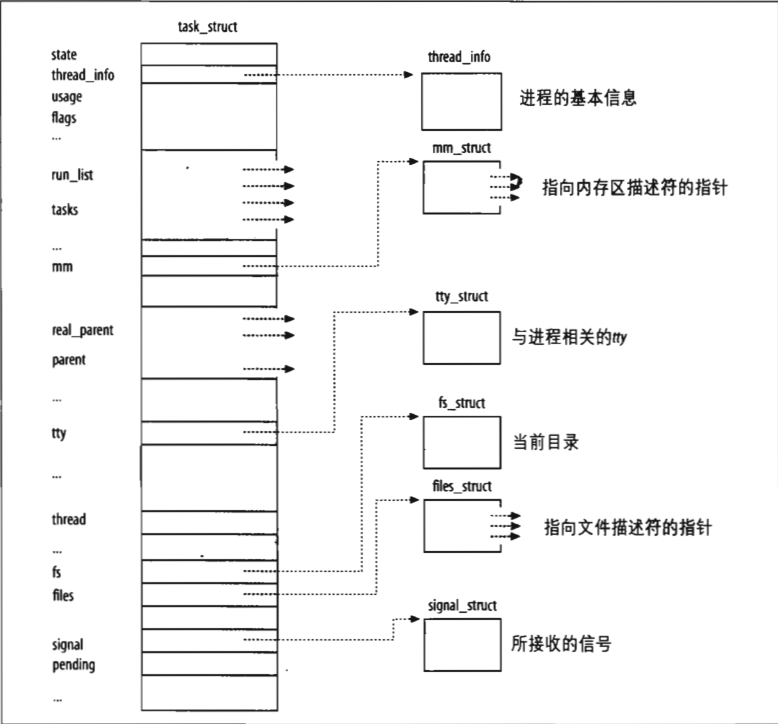 task_struct
state
thread_info
usage
flags
...
run_list
tasks
...
mm
real_parent
parent
...
tty
...
thread
...
fs
files
signal
pending
...
thread_info
进程的基本信息
mm_struct
指向内存区描述符的指针
tty_struct
与进程相关的tty
fs_struct
当前目录
files_struct
指向文件描述符的指针
signal_struct
所接收的信号